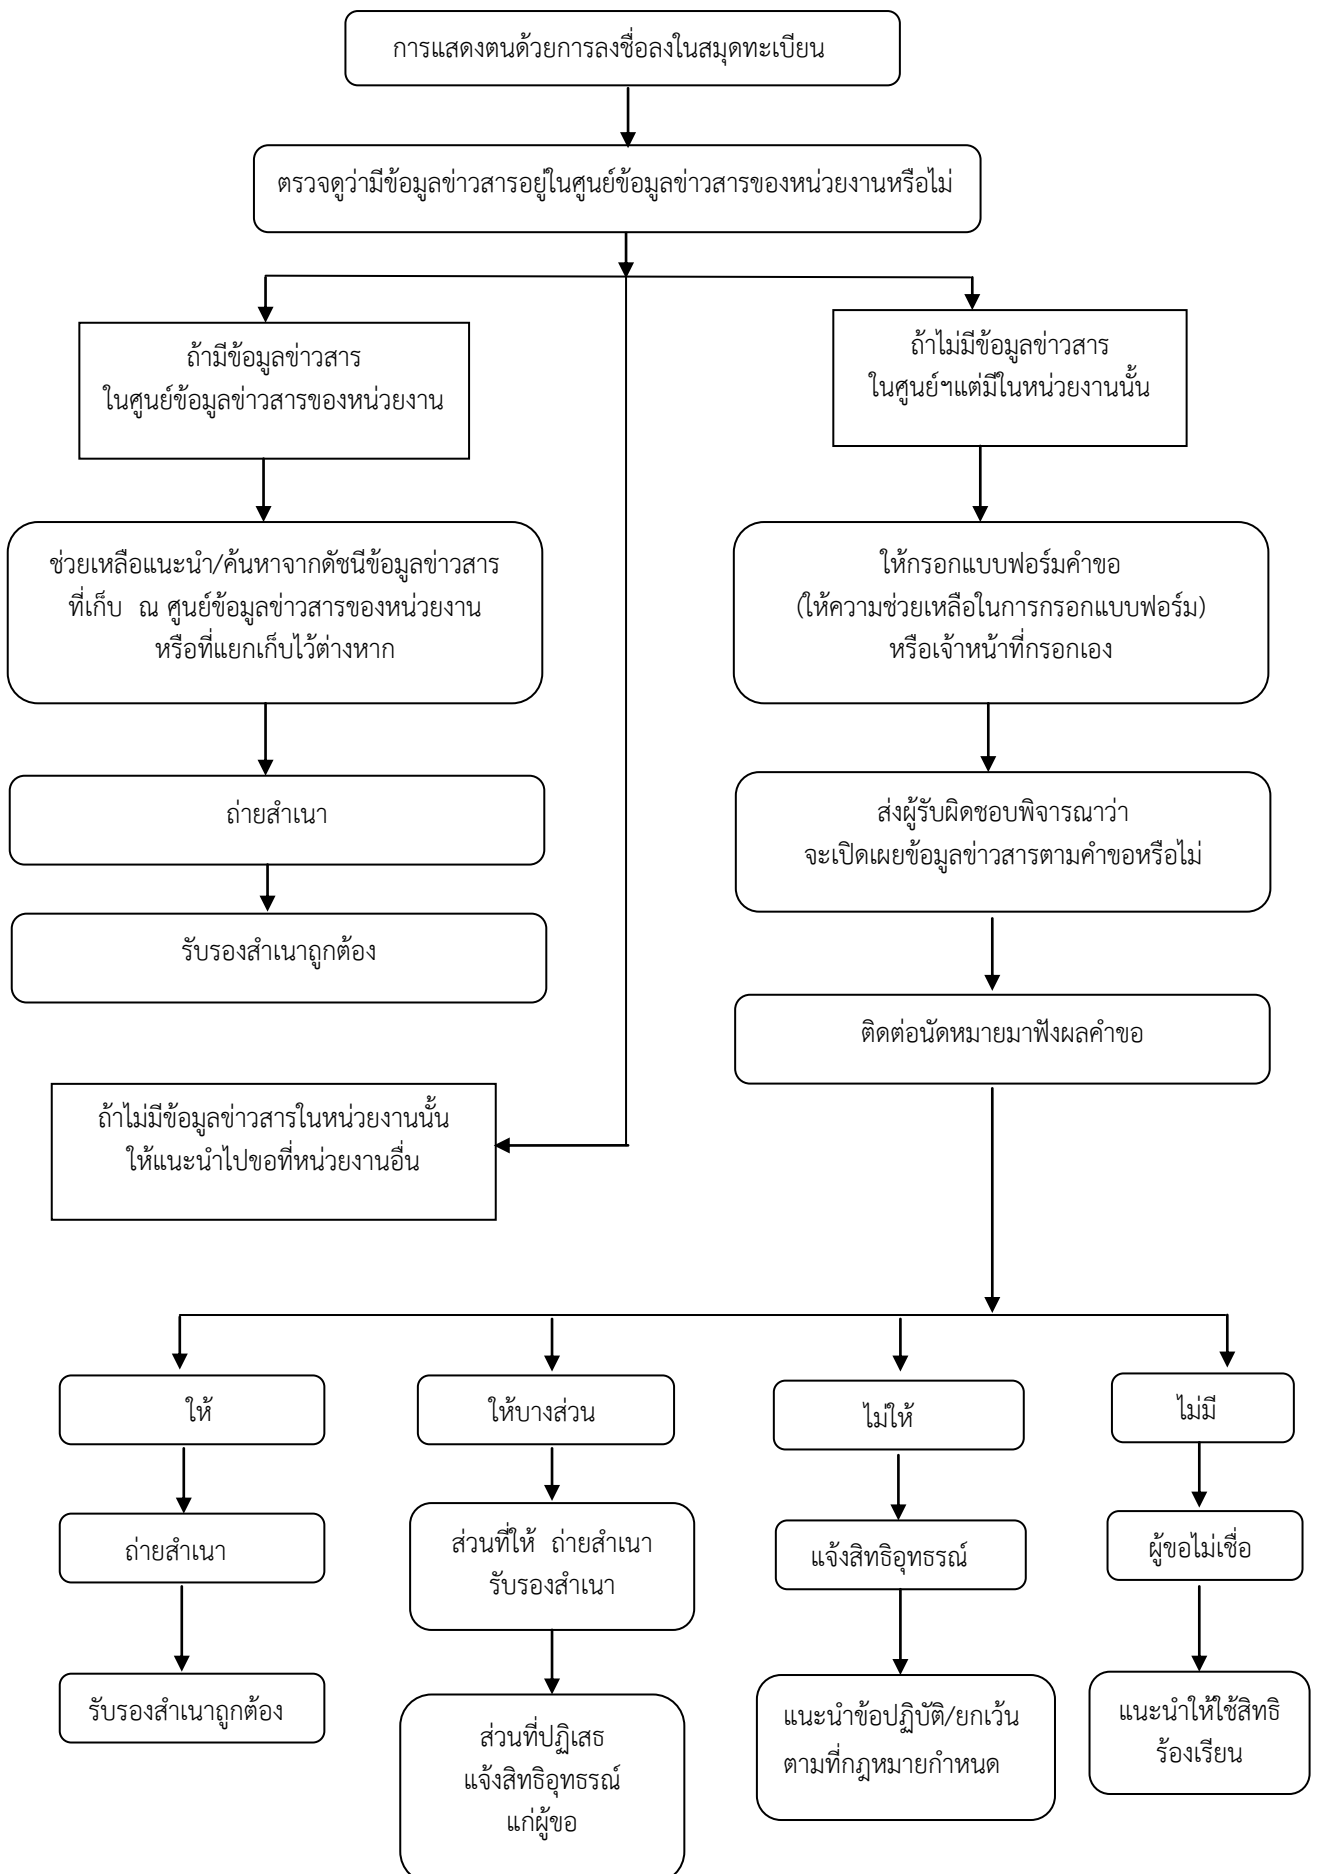 การแสดงตนด้วยการลงชื่อลงในสมุดทะเบียน
ตรวจดูว่ามีข้อมูลข่าวสารอยู่ในศูนย์ข้อมูลข่าวสารของหน่วยงานหรือไม่
ถ้ามีข้อมูลข่าวสาร
ในศูนย์ข้อมูลข่าวสารของหน่วยงาน
ถ้าไม่มีข้อมูลข่าวสาร
ในศูนย์ฯแต่มีในหน่วยงานนั้น
ช่วยเหลือแนะนำ/ค้นหาจากดัชนีข้อมูลข่าวสาร
ที่เก็บ ณ ศูนย์ข้อมูลข่าวสารของหน่วยงาน
หรือที่แยกเก็บไว้ต่างหาก
ให้กรอกแบบฟอร์มคำขอ
(ให้ความช่วยเหลือในการกรอกแบบฟอร์ม)
หรือเจ้าหน้าที่กรอกเอง
ถ่ายสำเนา
ส่งผู้รับผิดชอบพิจารณาว่า
จะเปิดเผยข้อมูลข่าวสารตามคำขอหรือไม่
รับรองสำเนาถูกต้อง
ติดต่อนัดหมายมาฟังผลคำขอ
ถ้าไม่มีข้อมูลข่าวสารในหน่วยงานนั้น
ให้แนะนำไปขอที่หน่วยงานอื่น
ให้
ให้บางส่วน
ไม่ให้
ไม่มี
ถ่ายสำเนา
ส่วนที่ให้ ถ่ายสำเนา
รับรองสำเนา
แจ้งสิทธิอุทธรณ์
ผู้ขอไม่เชื่อ
รับรองสำเนาถูกต้อง
ส่วนที่ปฏิเสธ
แจ้งสิทธิอุทธรณ์
แก่ผู้ขอ
แนะนำข้อปฏิบัติ/ยกเว้น
ตามที่กฎหมายกำหนด
แนะนำให้ใช้สิทธิ
ร้องเรียน